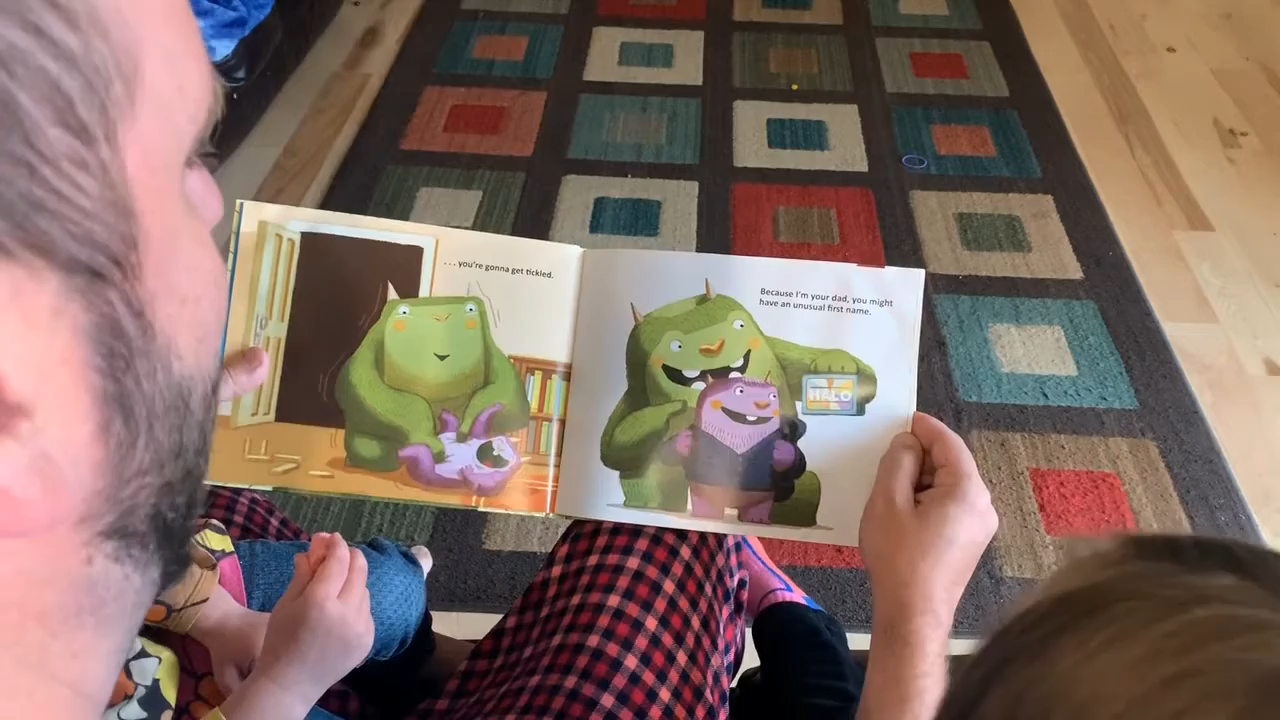 . . . you're gonna get tickled.
Because I'm your dad, you might
have an unusual first name.
HALO